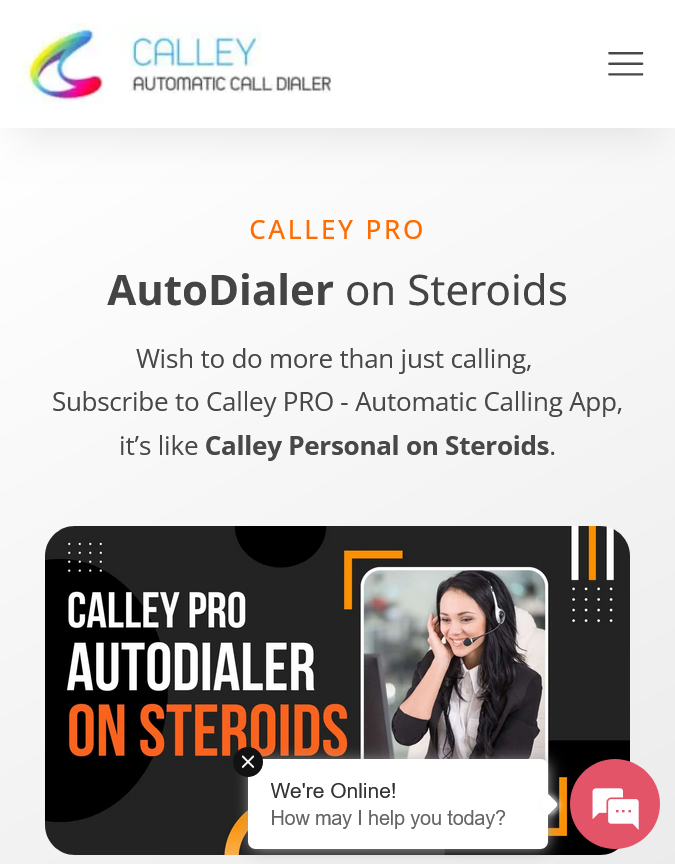 CALLEY
AUTOMATIC CALL DIALER
CALLEY PRO
AutoDialer on Steroids
Wish to do more than just calling,
Subscribe to Calley PRO - Automatic Calling App,
it's like Calley Personal on Steroids.
CALLEY PRO
AUTODIALER
ON STEROIDS
We're Online!
How may I help you today?